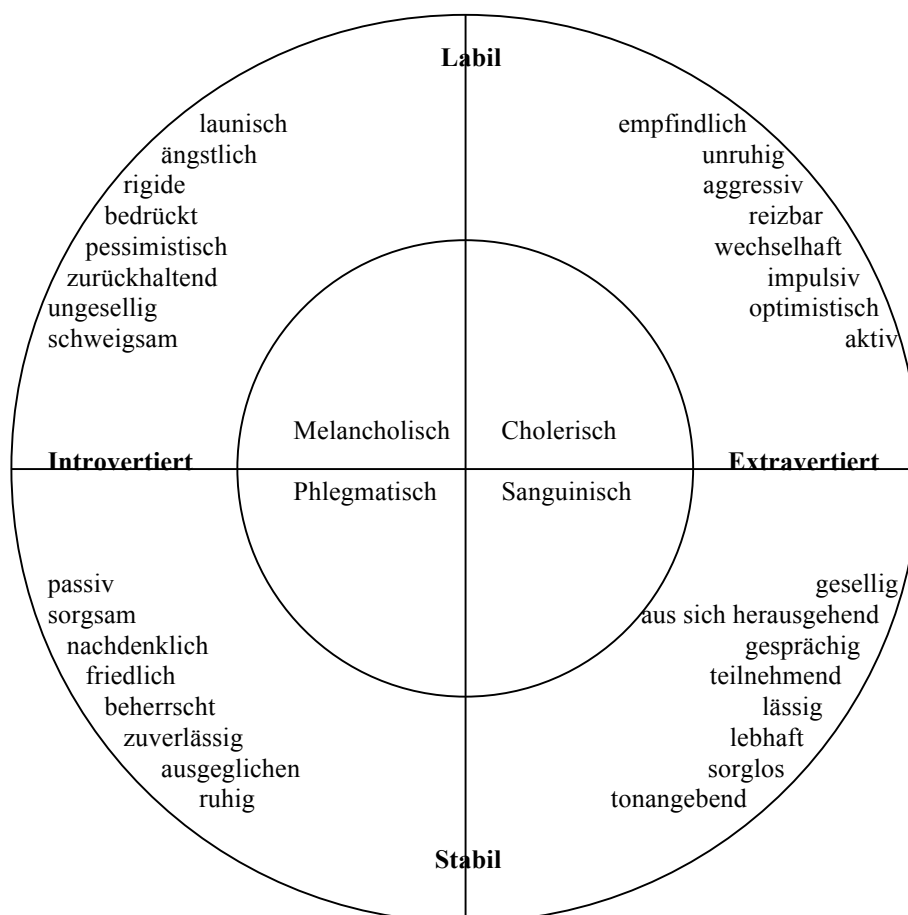 Labil
launisch
ängstlich
rigide
bedrückt
pessimistisch
zurückhaltend
ungesellig
schweigsam
empfindlich
unruhig
aggressiv
reizbar
wechselhaft
impulsiv
optimistisch
aktiv
Melancholisch
Cholerisch
Introvertiert
Extravertiert
Phlegmatisch
Sanguinisch
passiv
sorgsam
nachdenklich
friedlich
beherrscht
zuverlässig
ausgeglichen
ruhig
gesellig
aus sich herausgehend
gesprächig
teilnehmend
lässig
lebhaft
sorglos
tonangebend
Stabil